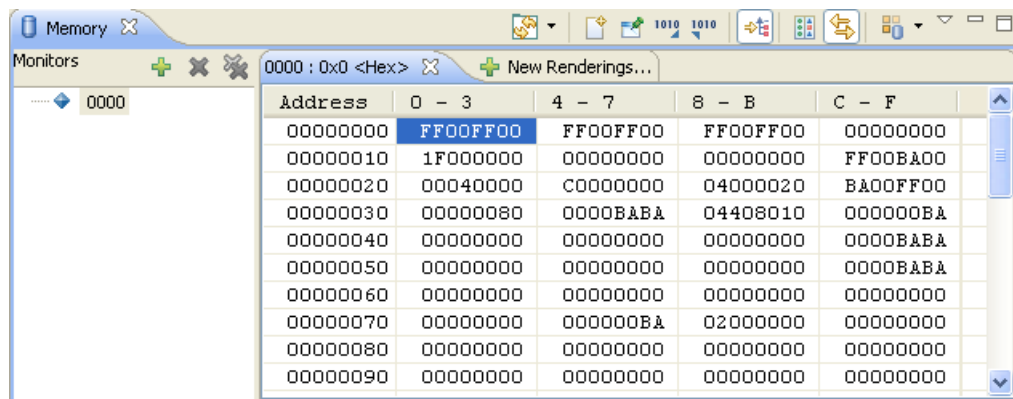 Memory
1010 1010
Monitors
0000 : 0x0 <Hex> New Renderings...
0000
Address 0 - 3 4 - 7 8 - B C - F
00000000 FF00FF00 FF00FF00 FF00FF00 00000000
00000010 1F000000 00000000 00000000 FF00BA00
00000020 00040000 C0000000 04000020 BA00FF00
00000030 00000080 0000BABA 04408010 000000BA
00000040 00000000 00000000 00000000 0000BABA
00000050 00000000 00000000 00000000 0000BABA
00000060 00000000 00000000 00000000 00000000
00000070 00000000 000000BA 02000000 00000000
00000080 00000000 00000000 00000000 00000000
00000090 00000000 00000000 00000000 00000000